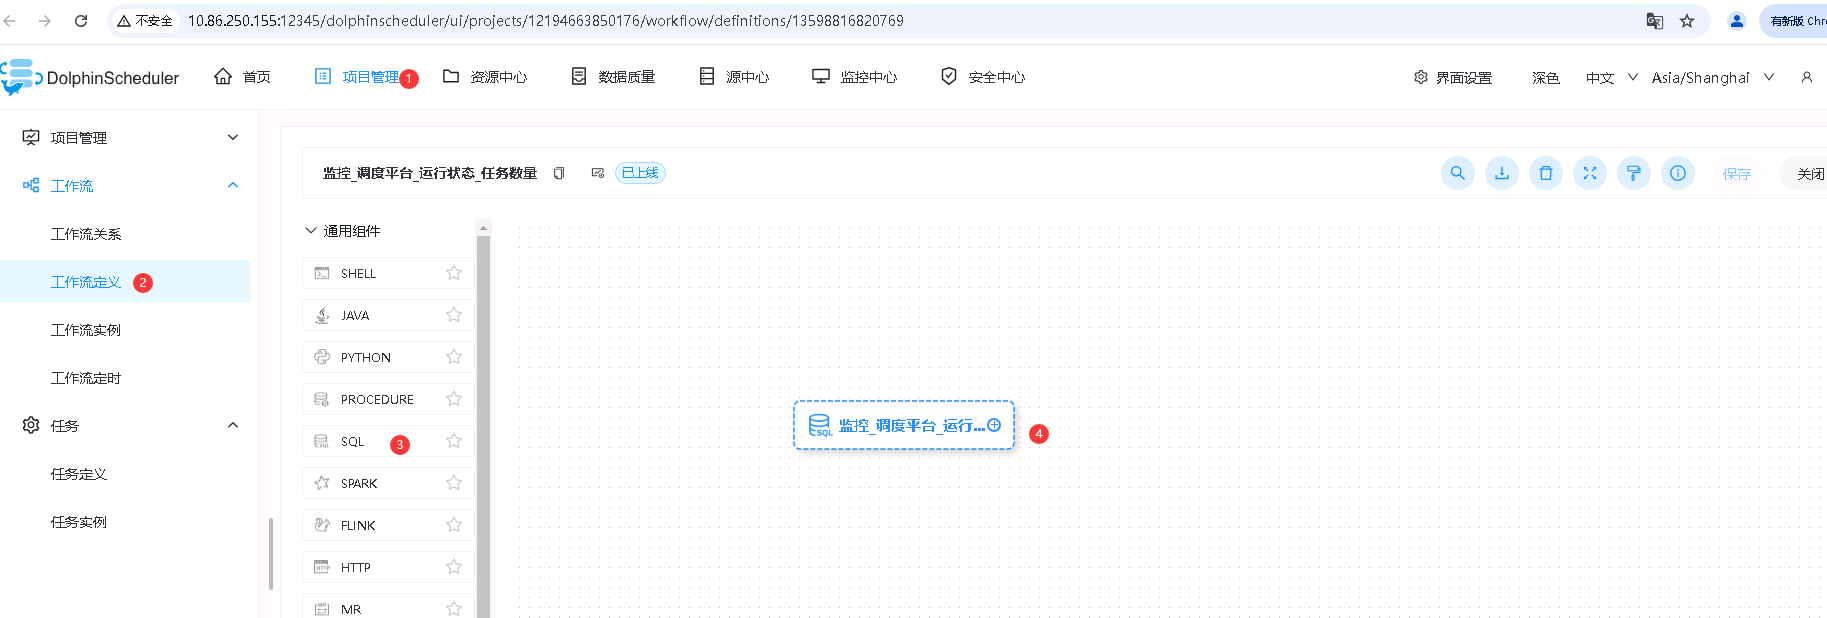 不安全 10.86.250.155:12345/dolphinscheduler/ui/projects/12194663850176/workflow/definitions/13598816820769 有新版 Chr
DolphinScheduler 首页 项目管理 1 资源中心 数据质量 源中心 监控中心 安全中心 界面设置 深色 中文 Asia/Shanghai
项目管理
工作流
工作流关系
工作流定义 2
工作流实例
工作流定时
任务
任务定义
任务实例
监控_调度平台_运行状态_任务数量 已上线 保存 关闭
通用组件
SHELL
JAVA
PYTHON
PROCEDURE
SQL 3
SPARK
FLINK
HTTP
MR
SQL 监控_调度平台_运行... 4